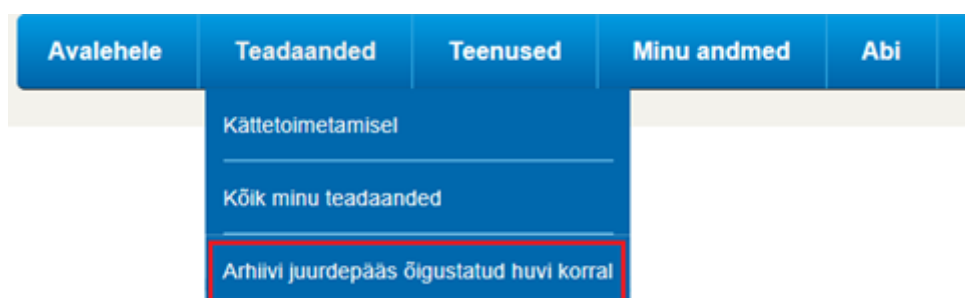 Avalehele Teadaanded Teenused Minu andmed Abi
Kättetoimetamisel
Kõik minu teadaanded
Arhiivi juurdepääs õigustatud huvi korral